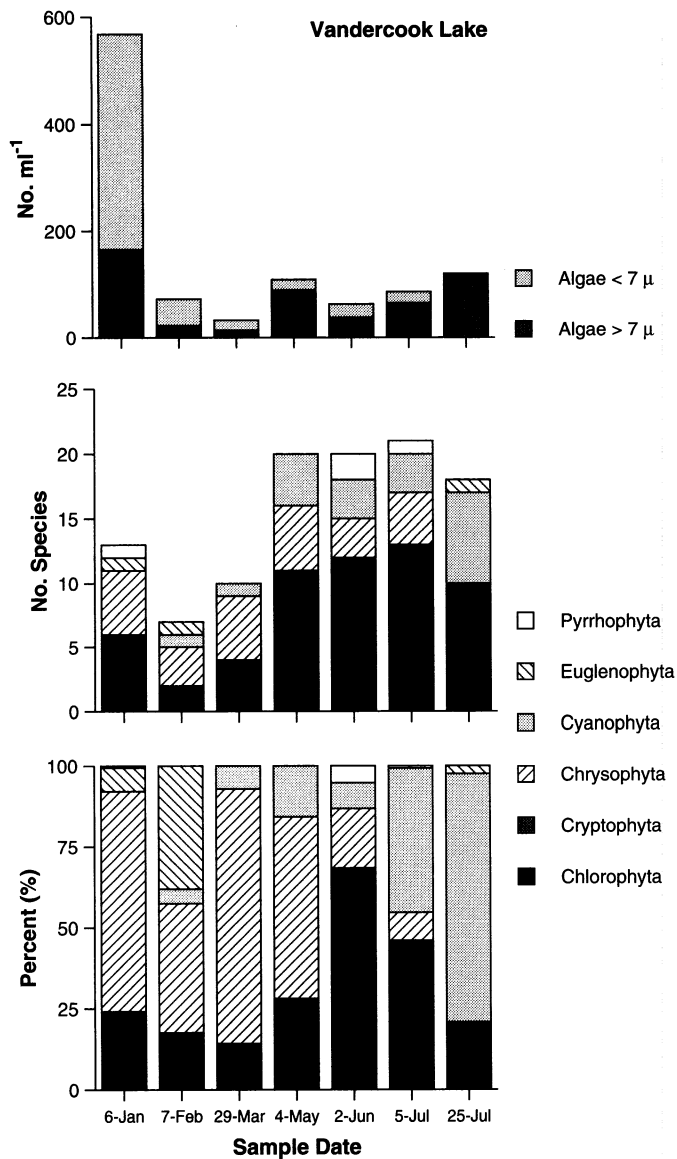 Vandercook Lake
600
400
200
0
No. ml-1
Algae < 7 μ
Algae > 7 μ
25
20
15
10
5
0
No. Species
Pyrrhophyta
Euglenophyta
Cyanophyta
Chrysophyta
Cryptophyta
Chlorophyta
100
75
50
25
0
Percent (%)
6-Jan 7-Feb 29-Mar 4-May 2-Jun 5-Jul 25-Jul
Sample Date